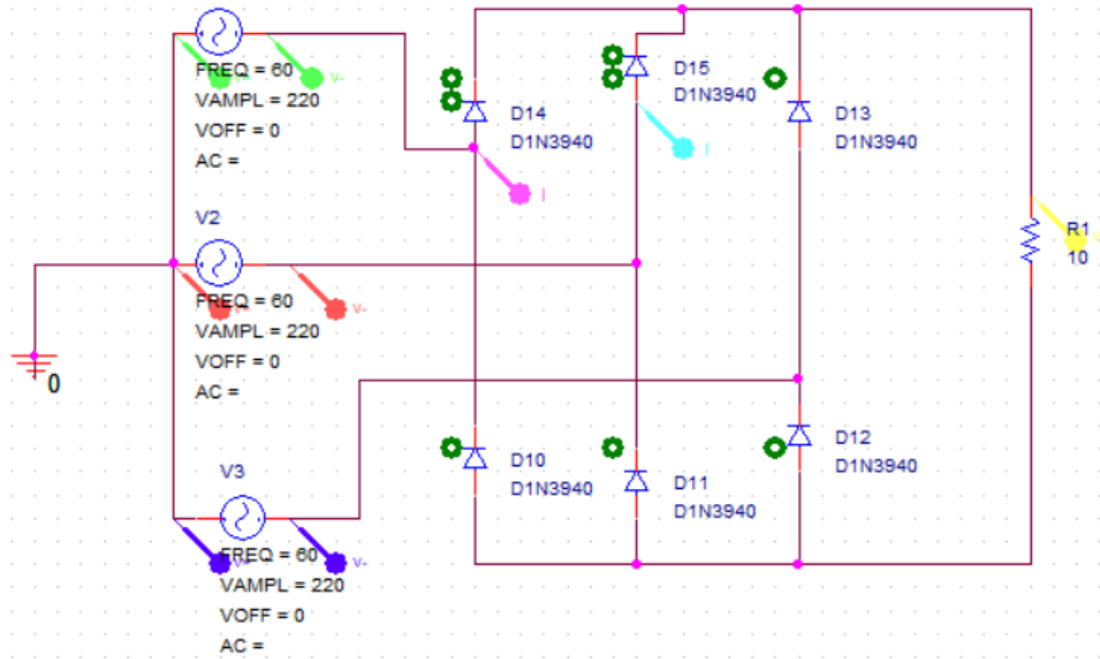 FREQ = 60
VAMPL = 220
VOFF = 0
AC =
V2
FREQ = 60
VAMPL = 220
VOFF = 0
AC =
0
V3
FREQ = 60
VAMPL = 220
VOFF = 0
AC =
D14
D1N3940
D15
D1N3940
D13
D1N3940
R1
10
D10
D1N3940
D11
D1N3940
D12
D1N3940
V-
V-
V-
I
I